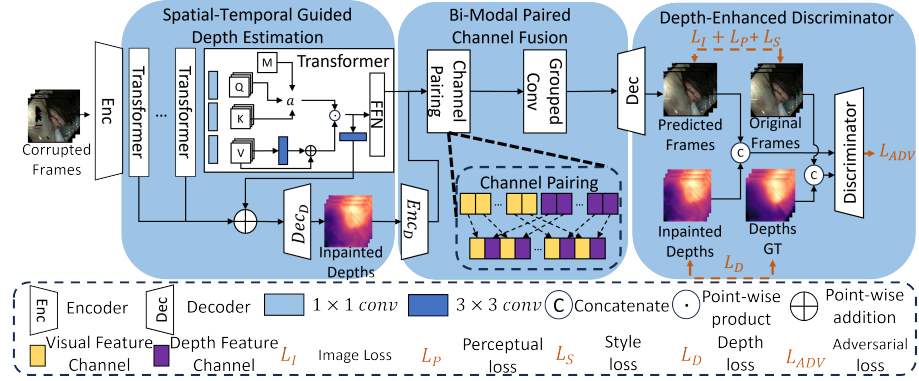 Spatial-Temporal Guided
Depth Estimation
Bi-Modal Paired
Channel Fusion
Depth-Enhanced Discriminator
L_I + L_P + L_S
Enc
Transformer
...
Transformer
Transformer
M
Q
K
V
a
FFN
Channel
Pairing
Grouped
Conv
Dec
Corrupted
Frames
Predicted
Frames
Original
Frames
C
C
Discriminator
L_ADV
Channel Pairing
...
...
...
Dec_D
Inpainted
Depths
Enc_D
Inpainted
Depths
Depths
GT
L_D
Enc
Encoder
Dec
Decoder
1 × 1 conv
3 × 3 conv
C
Concatenate
Point-wise
product
Point-wise
addition
Visual Feature
Channel
Depth Feature
Channel
L_I
Image Loss
L_P
Perceptual
loss
L_S
Style
loss
L_D
Depth
loss
L_ADV
Adversarial
loss